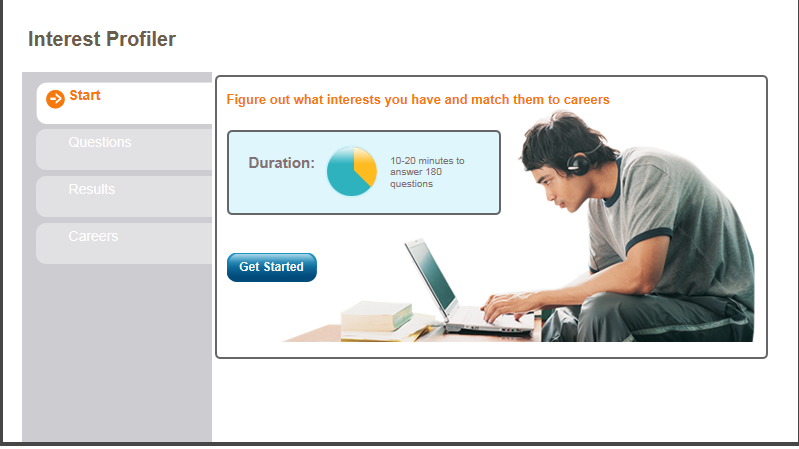 Interest Profiler
Start
Questions
Results
Careers
Figure out what interests you have and match them to careers
Duration:
10-20 minutes to
answer 180
questions
Get Started